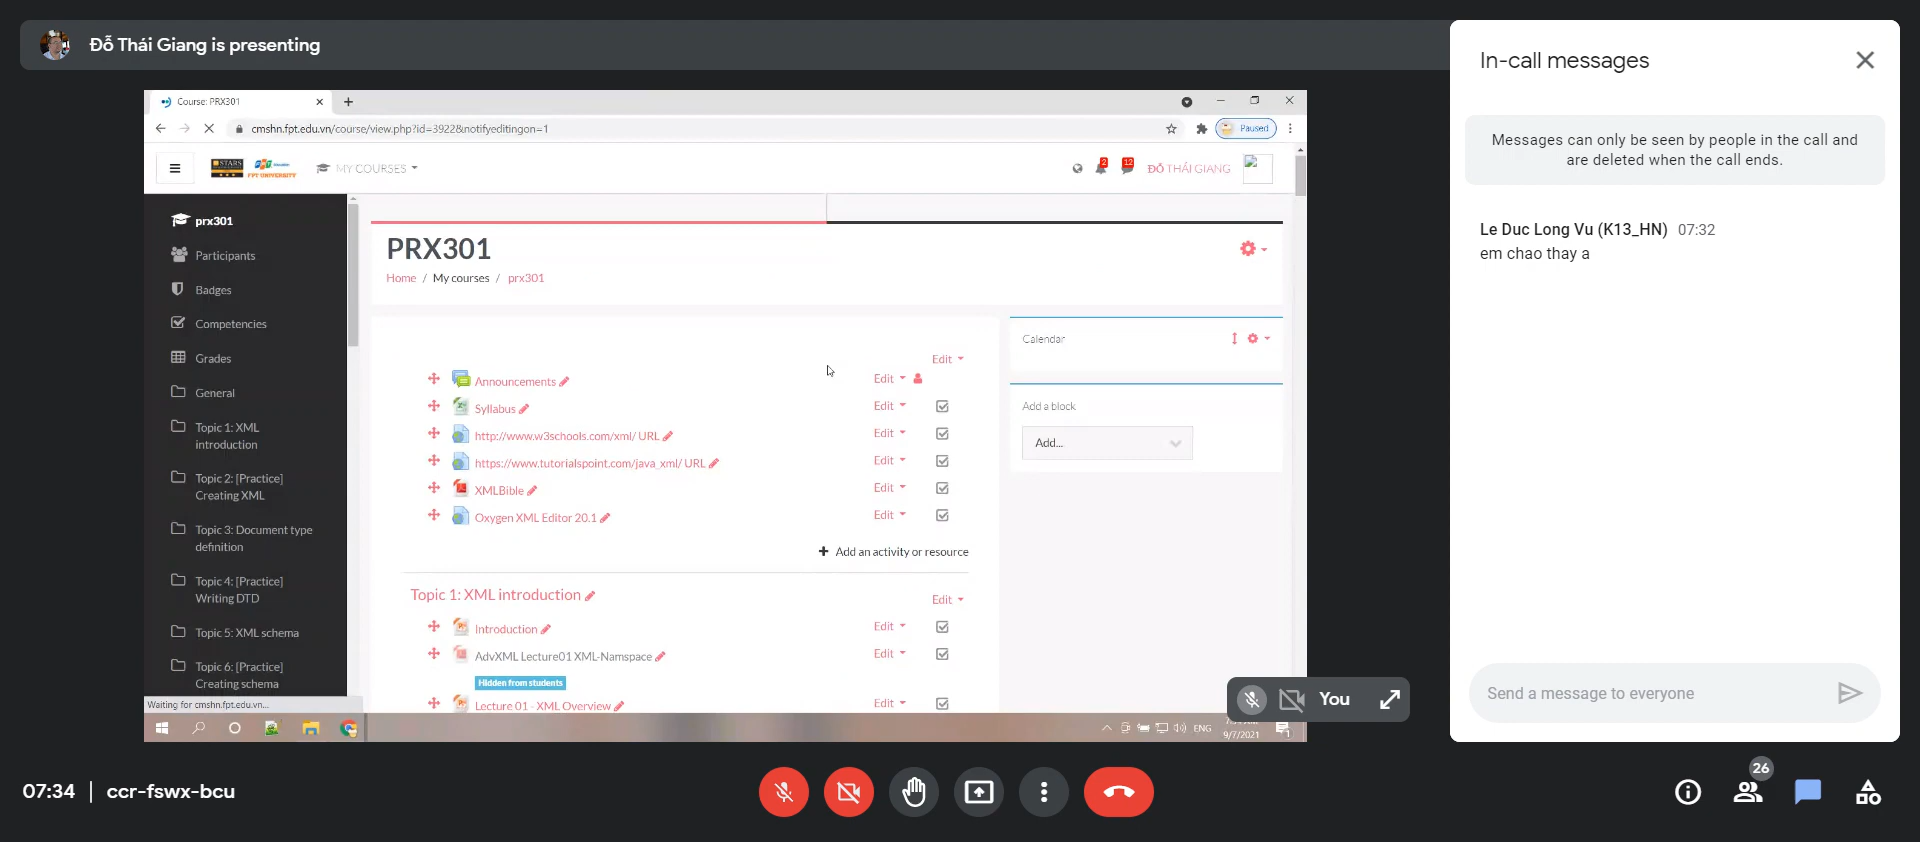 Đỗ Thái Giang is presenting
Course: PRX301
cmshn.fpt.edu.vn/course/view.php?id=3922&notifyeditingon=1
Paused
STARS
FPT Education
FPT UNIVERSITY
MY COURSES
2
12
ĐỖ THÁI GIANG
prx301
Participants
Badges
Competencies
Grades
General
Topic 1: XML
introduction
Topic 2: [Practice]
Creating XML
Topic 3: Document type
definition
Topic 4: [Practice]
Writing DTD
Topic 5: XML schema
Topic 6: [Practice]
Creating schema
Waiting for cmshn.fpt.edu.vn...
PRX301
Home / My courses / prx301
Edit
Announcements Edit
Syllabus Edit
http://www.w3schools.com/xml/ URL Edit
https://www.tutorialspoint.com/java_xml/ URL Edit
XMLBible Edit
Oxygen XML Editor 20.1 Edit
Add an activity or resource
Topic 1: XML introduction Edit
Introduction Edit
AdvXML Lecture01 XML-Namspace Edit
Hidden from students
Lecture 01 - XML Overview Edit
Calendar
Add a block
Add...
You
ENG
9/7/2021
1
In-call messages
Messages can only be seen by people in the call and
are deleted when the call ends.
Le Duc Long Vu (K13_HN) 07:32
em chao thay a
Send a message to everyone
07:34 | ccr-fswx-bcu
26